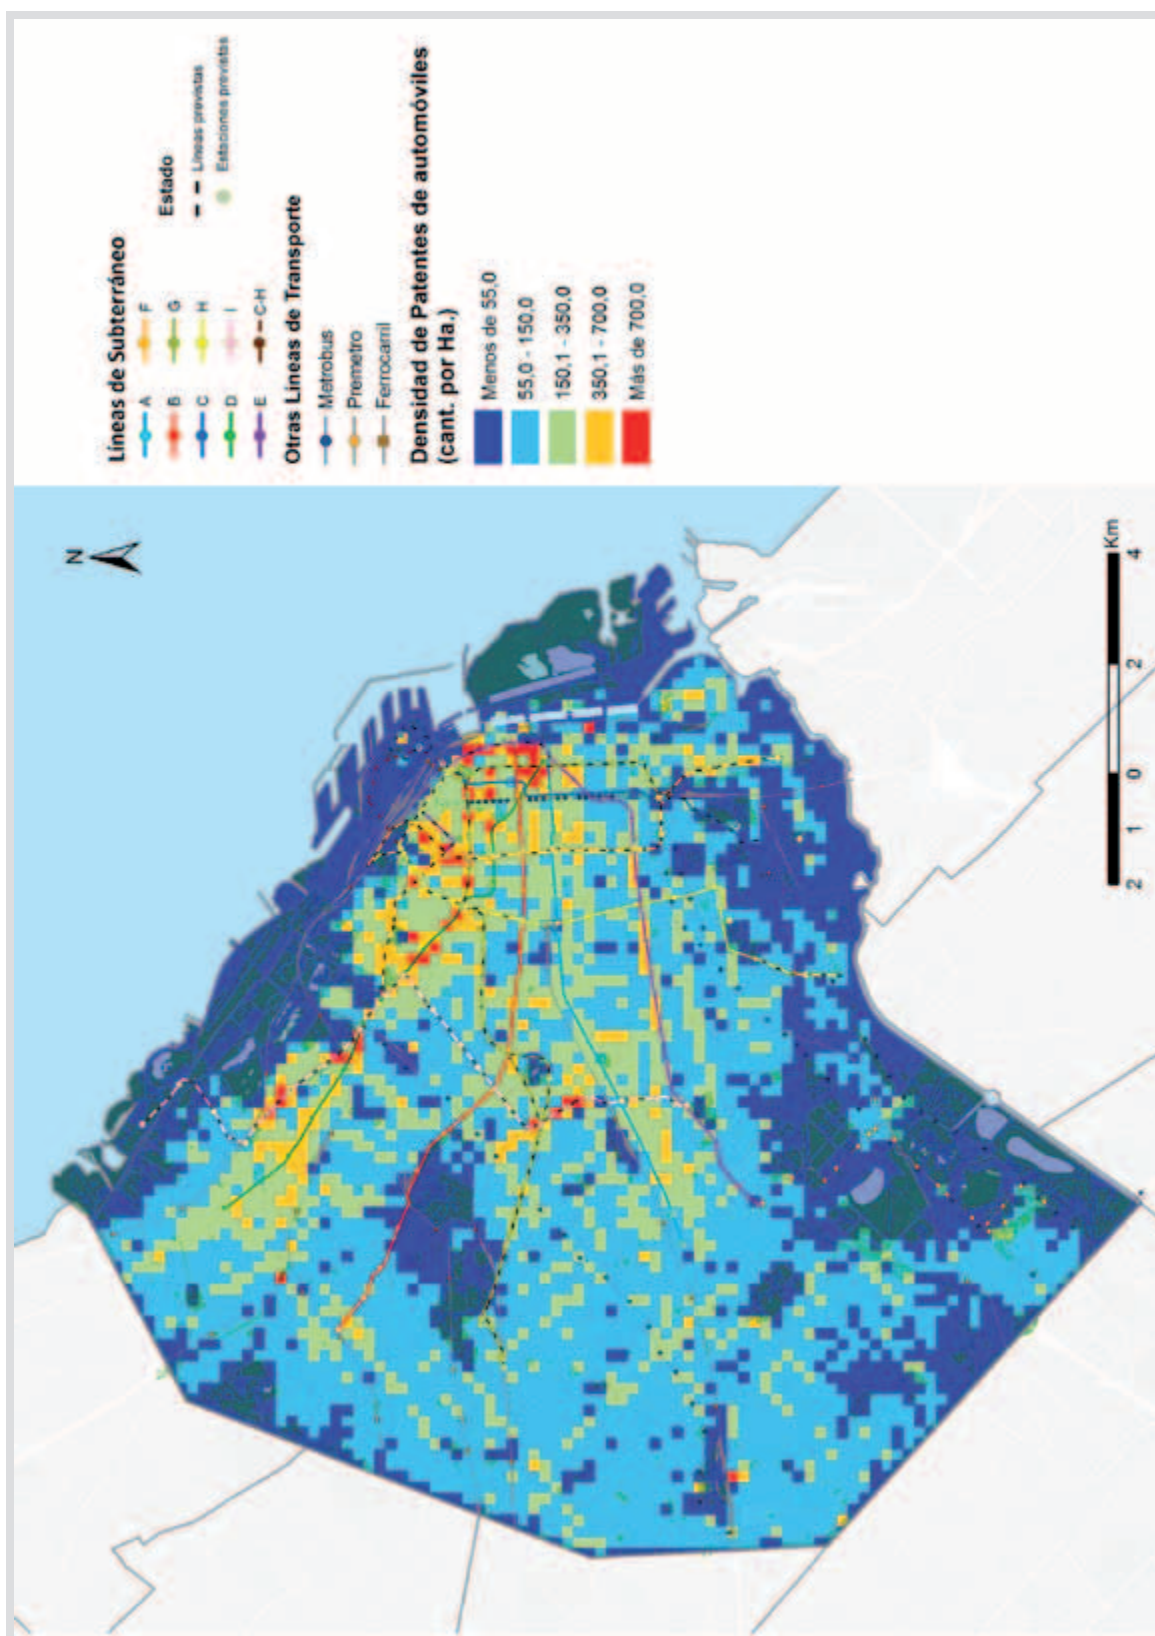 Líneas de Subterráneo
A
B
C
D
E
F
G
H
I
C-H
Estado
Líneas previstas
Estaciones previstas
Otras Líneas de Transporte
Metrobus
Premetro
Ferrocarril
Densidad de Patentes de automóviles
(cant. por Ha.)
Menos de 55,0
55,0 - 150,0
150,1 - 350,0
350,1 - 700,0
Más de 700,0
N
2 1 0 2 4
Km